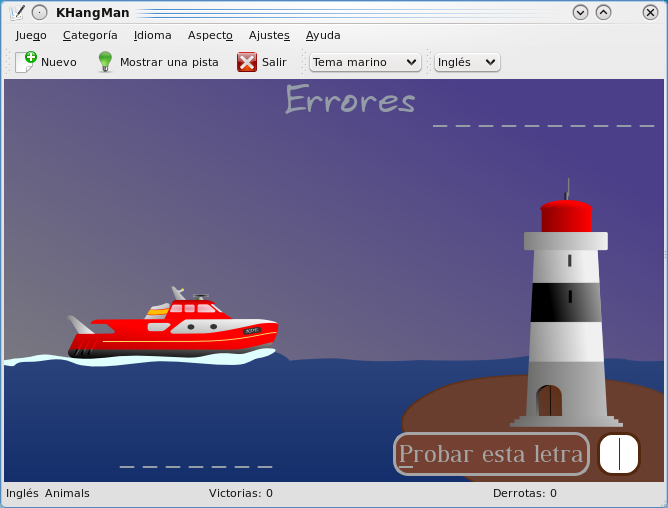 KHangMan
Juego Categoría Idioma Aspecto Ajustes Ayuda
Nuevo Mostrar una pista Salir Tema marino Inglés
Errores
_ _ _ _ _ _ _ _ _ _
Probar esta letra
_ _ _ _ _ _ _
Inglés Animals Victorias: 0 Derrotas: 0